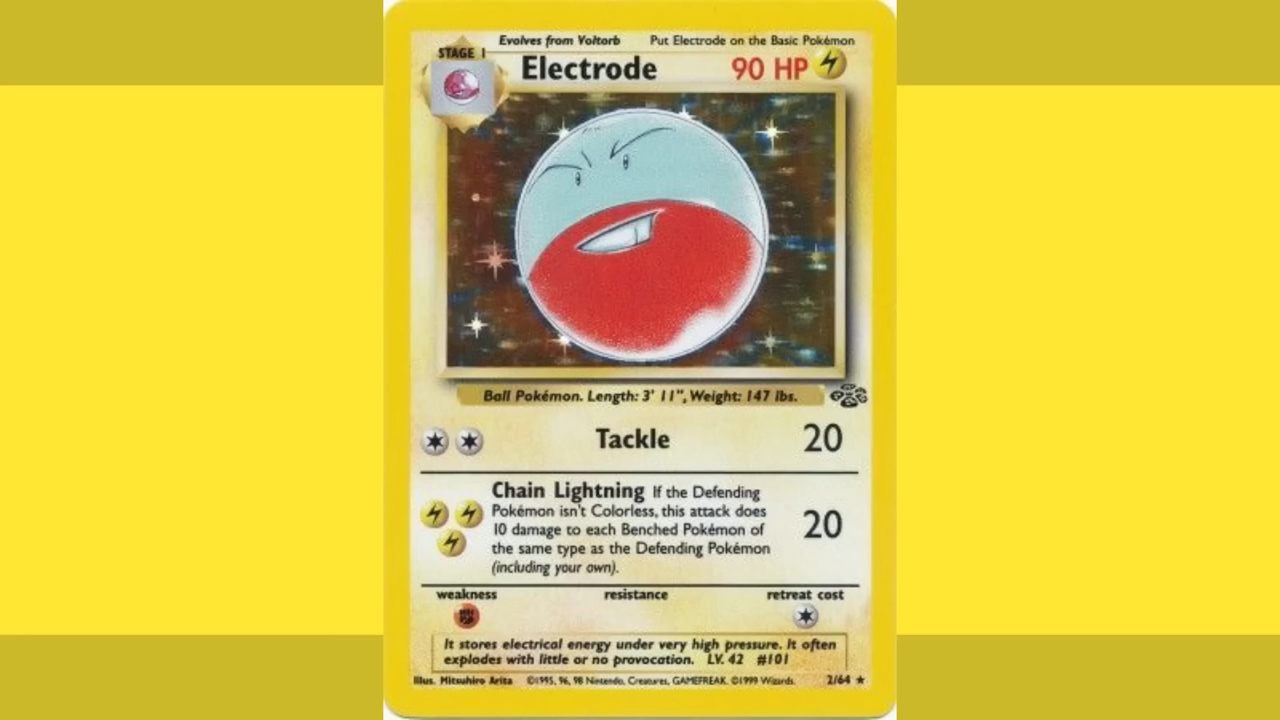 Evolves from Voltorb Put Electrode on the Basic Pokémon
STAGE 1
Electrode 90 HP
Ball Pokémon. Length: 3' 11", Weight: 147 lbs.
Tackle 20
Chain Lightning If the Defending
Pokémon isn't Colorless, this attack does
10 damage to each Benched Pokémon of
the same type as the Defending Pokémon
(including your own).
20
weakness resistance retreat cost
It stores electrical energy under very high pressure. It often
explodes with little or no provocation. LV. 42 #101
Illus. Mitsuhiro Arita ©1995, 96, 98 Nintendo, Creatures, GAMEFREAK. ©1999 Wizards. 2/64 ★